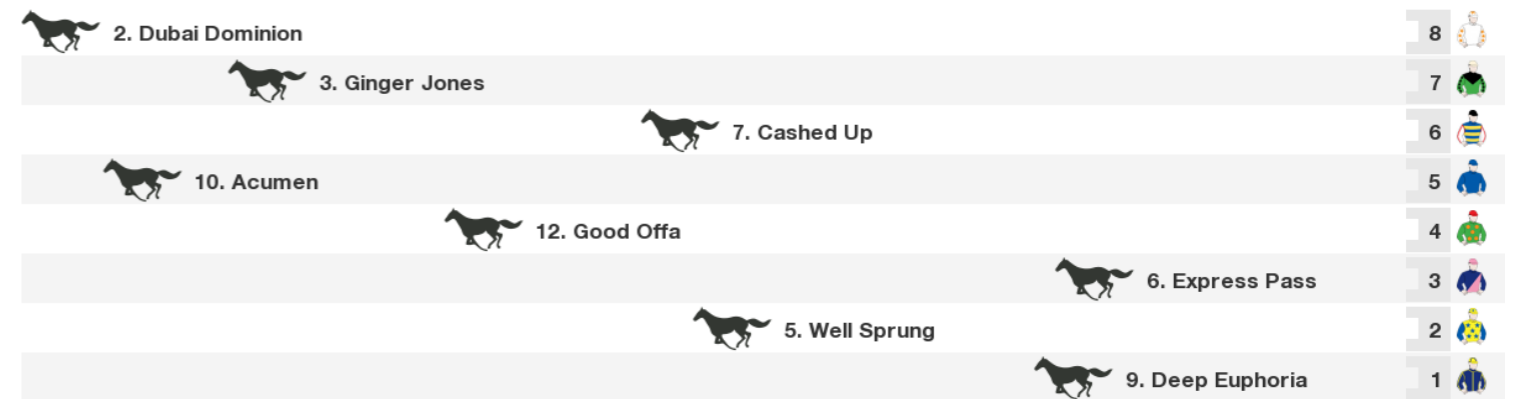 2. Dubai Dominion 8
3. Ginger Jones 7
7. Cashed Up 6
10. Acumen 5
12. Good Offa 4
6. Express Pass 3
5. Well Sprung 2
9. Deep Euphoria 1